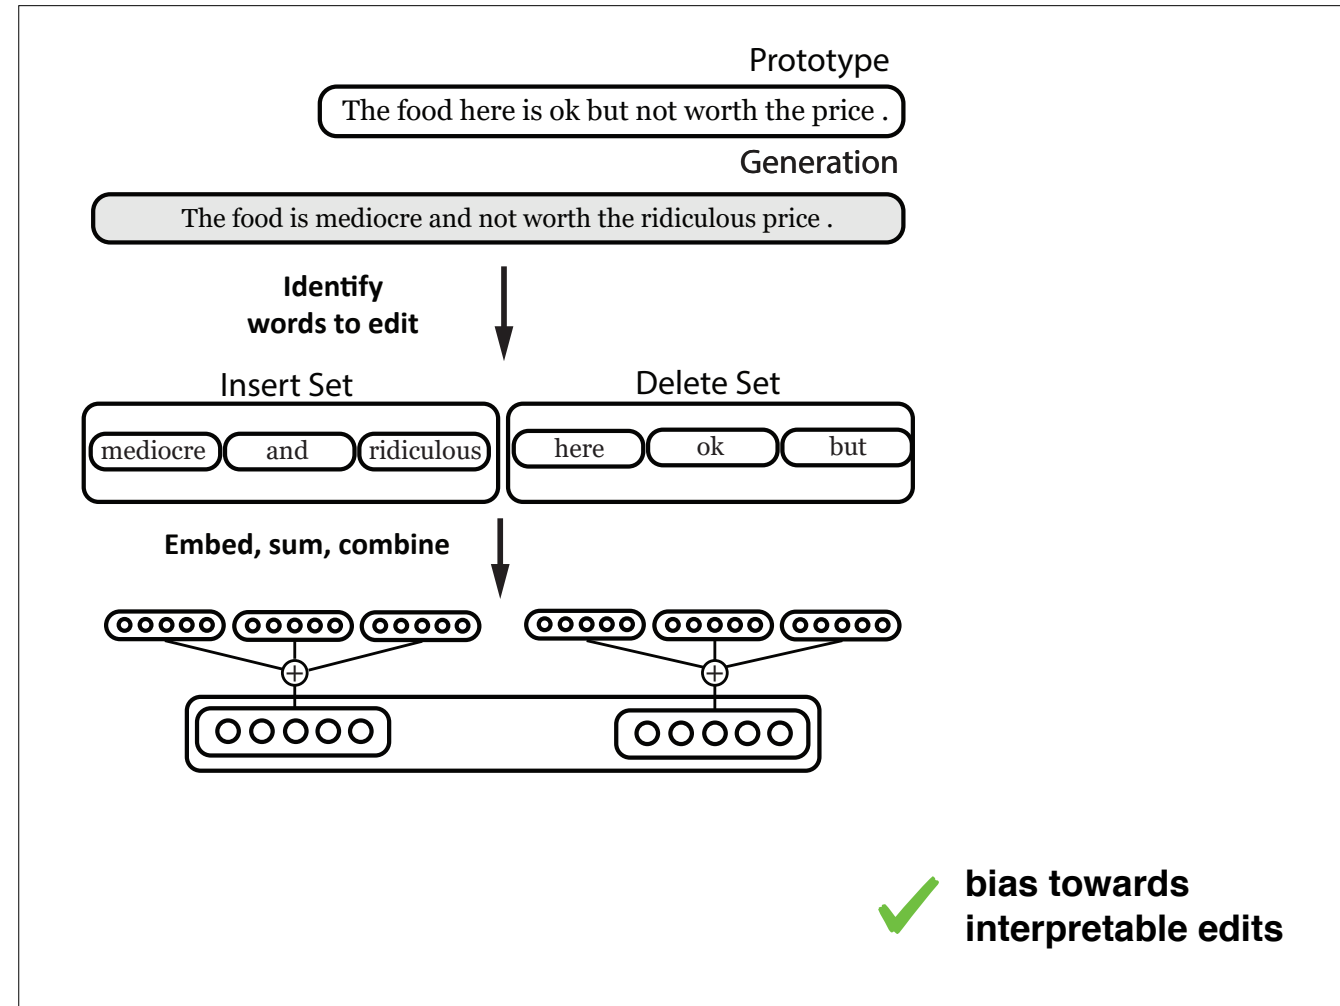 Prototype
The food here is ok but not worth the price .
Generation
The food is mediocre and not worth the ridiculous price .
Identify
words to edit
Insert Set
Delete Set
mediocre and ridiculous here ok but
Embed, sum, combine
+ +
bias towards
interpretable edits